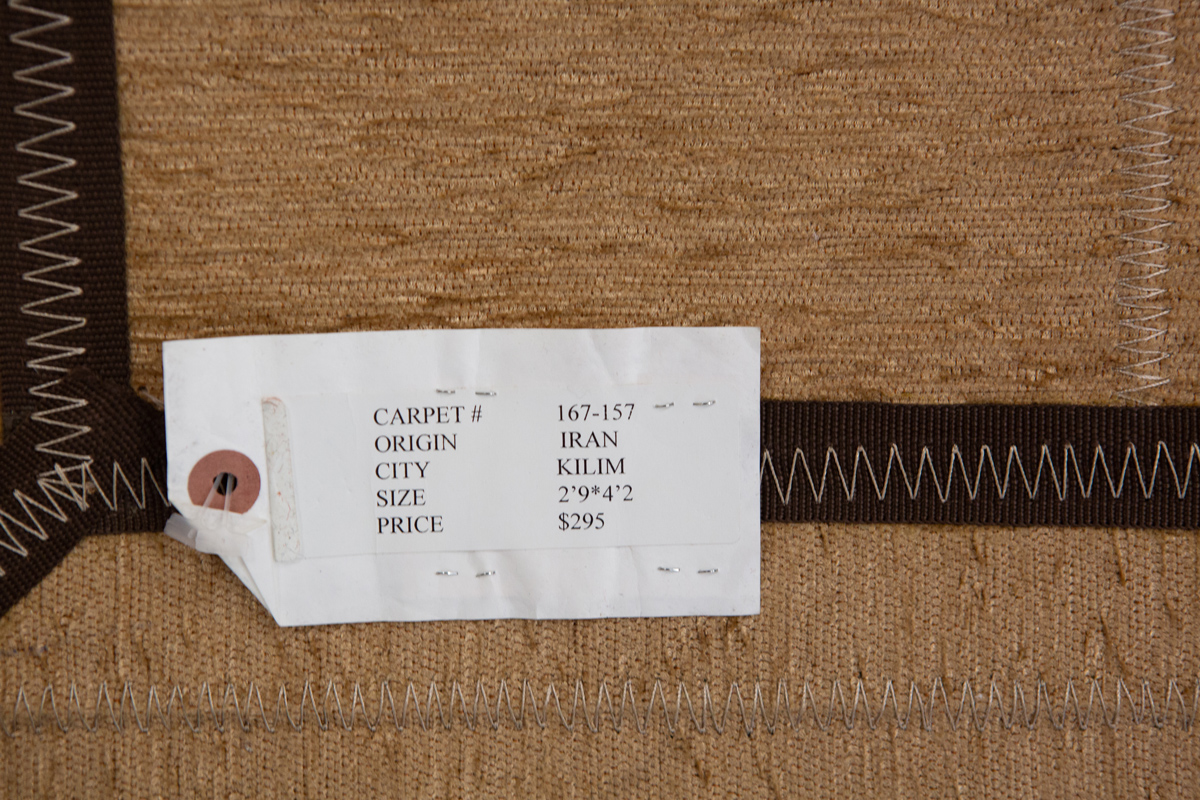 CARPET # 167-157
ORIGIN IRAN
CITY KILIM
SIZE 2'9*4'2
PRICE $295